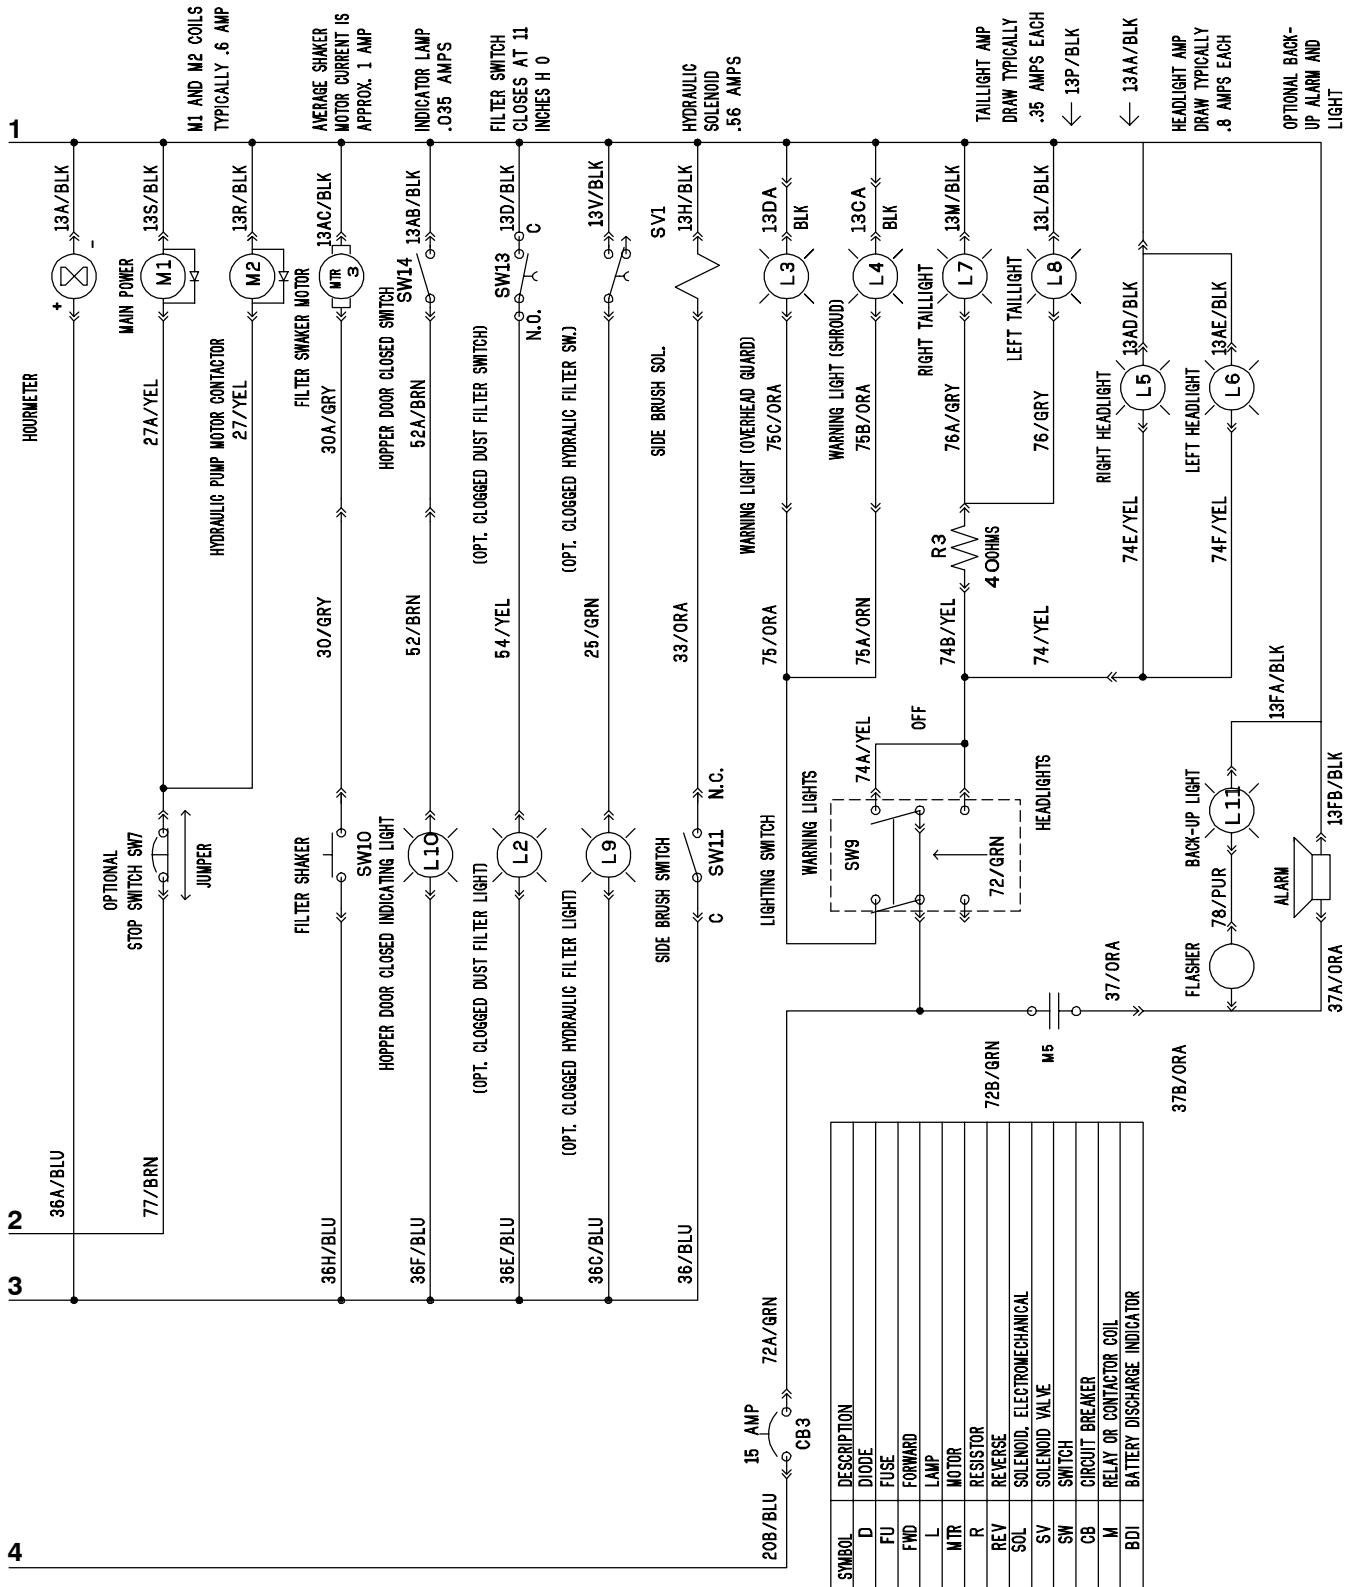 1
2
3
4
M1 AND M2 COILS
TYPICALLY .6 AMP
AVERAGE SHAKER
MOTOR CURRENT IS
APPROX. 1 AMP
INDICATOR LAMP
.035 AMPS
FILTER SWITCH
CLOSES AT 11
INCHES H O
HYDRAULIC
SOLENOID
.56 AMPS
TAILLIGHT AMP
DRAW TYPICALLY
.35 AMPS EACH
13P/BLK
13AA/BLK
HEADLIGHT AMP
DRAW TYPICALLY
.8 AMPS EACH
OPTIONAL BACK-
UP ALARM AND
LIGHT
HOURMETER
36A/BLU
+
-
13A/BLK
77/BRN
OPTIONAL
STOP SWITCH SW7
JUMPER
27A/YEL
MAIN POWER
M1
13S/BLK
HYDRAULIC PUMP MOTOR CONTACTOR
27/YEL
M2
13R/BLK
36H/BLU
FILTER SHAKER
SW10
30/GRY
30A/GRY
FILTER SWAKER MOTOR
MTR
3
13AC/BLK
36F/BLU
HOPPER DOOR CLOSED INDICATING LIGHT
L10
52/BRN
52A/BRN
HOPPER DOOR CLOSED SWITCH
SW14
13AB/BLK
36E/BLU
(OPT. CLOGGED DUST FILTER LIGHT)
L2
54/YEL
(OPT. CLOGGED DUST FILTER SWITCH)
N.O.
SW13
C
13D/BLK
36C/BLU
(OPT. CLOGGED HYDRAULIC FILTER LIGHT)
L9
25/GRN
(OPT. CLOGGED HYDRALIC FILTER SW.)
13V/BLK
36/BLU
SIDE BRUSH SWITCH
C
SW11
N.C.
33/ORA
SIDE BRUSH SOL.
SV1
13H/BLK
20B/BLU
15 AMP
CB3
72A/GRN
LIGHTING SWITCH
75/ORA
WARNING LIGHT (OVERHEAD GUARD)
75C/ORA
L3
13DA
BLK
WARNING LIGHTS
SW9
74A/YEL
75A/ORN
WARNING LIGHT (SHROUD)
75B/ORA
L4
13CA
BLK
OFF
74B/YEL
R3
40OHMS
76A/GRY
RIGHT TAILLIGHT
L7
13M/BLK
72/GRN
HEADLIGHTS
74/YEL
76/GRY
LEFT TAILLIGHT
L8
13L/BLK
72B/GRN
M5
37/ORA
74E/YEL
RIGHT HEADLIGHT
L5
13AD/BLK
37B/ORA
74F/YEL
LEFT HEADLIGHT
L6
13AE/BLK
FLASHER
78/PUR
BACK-UP LIGHT
L11
13FA/BLK
37A/ORA
ALARM
13FB/BLK
SYMBOL DESCRIPTION
D DIODE
FU FUSE
FWD FORWARD
L LAMP
MTR MOTOR
R RESISTOR
REV REVERSE
SOL SOLENOID, ELECTROMECHANICAL
SV SOLENOID VALVE
SW SWITCH
CB CIRCUIT BREAKER
M RELAY OR CONTACTOR COIL
BDI BATTERY DISCHARGE INDICATOR